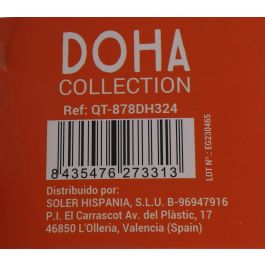 DOHA
COLLECTION
Ref: QT-878DH324
8 435476 273313
LOT Nº.: EG230465
Distribuido por:
SOLER HISPANIA, S.L.U. B-96947916
P.I. El Carrascot Av. del Plàstic, 17
46850 L'Olleria, Valencia (Spain)